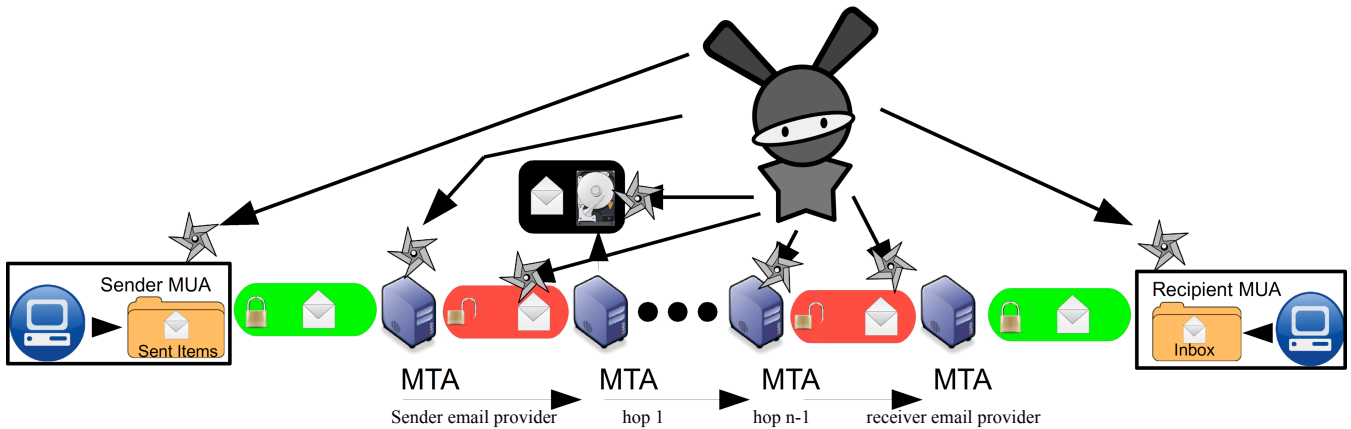 Sender MUA
Sent Items
Recipient MUA
Inbox
MTA
MTA
MTA
MTA
Sender email provider
hop 1
hop n-1
receiver email provider